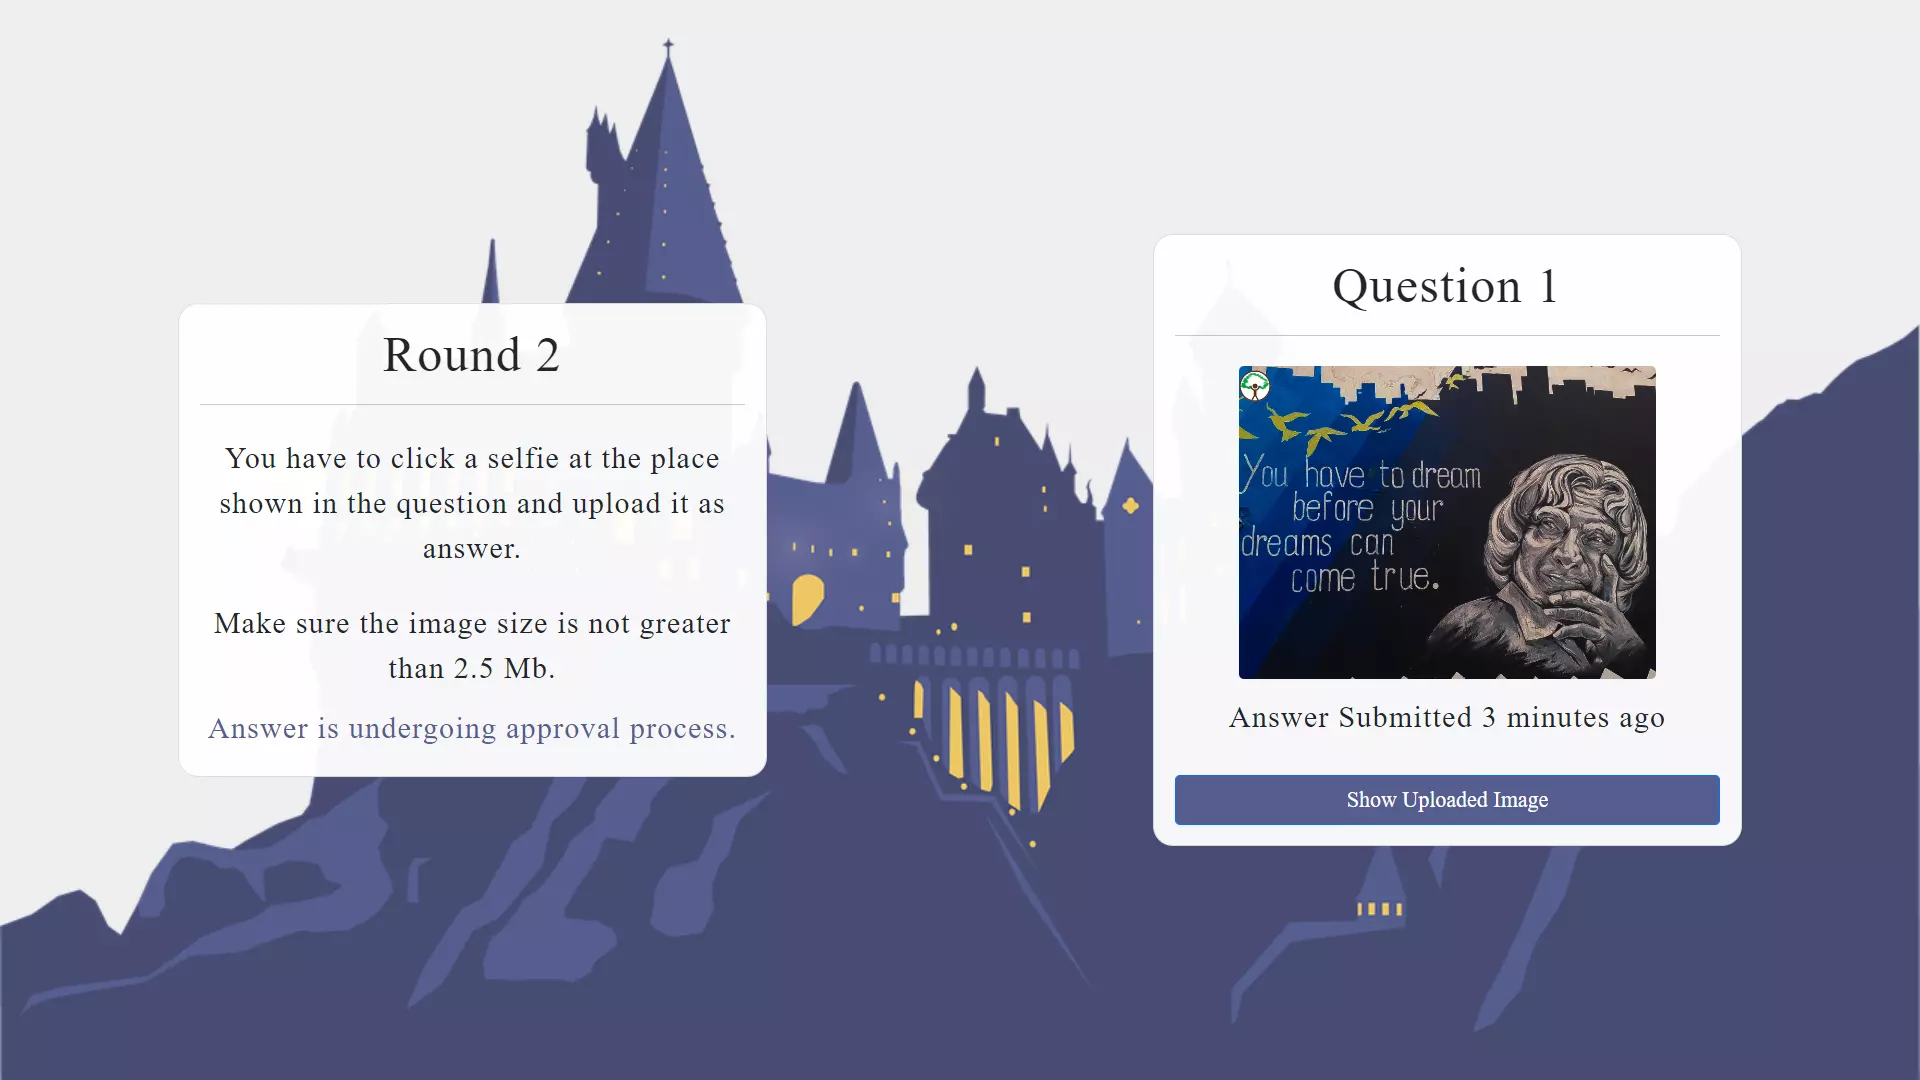 Round 2
You have to click a selfie at the place
shown in the question and upload it as
answer.
Make sure the image size is not greater
than 2.5 Mb.
Answer is undergoing approval process.
Question 1
You have to dream
before your
dreams can
come true.
Answer Submitted 3 minutes ago
Show Uploaded Image